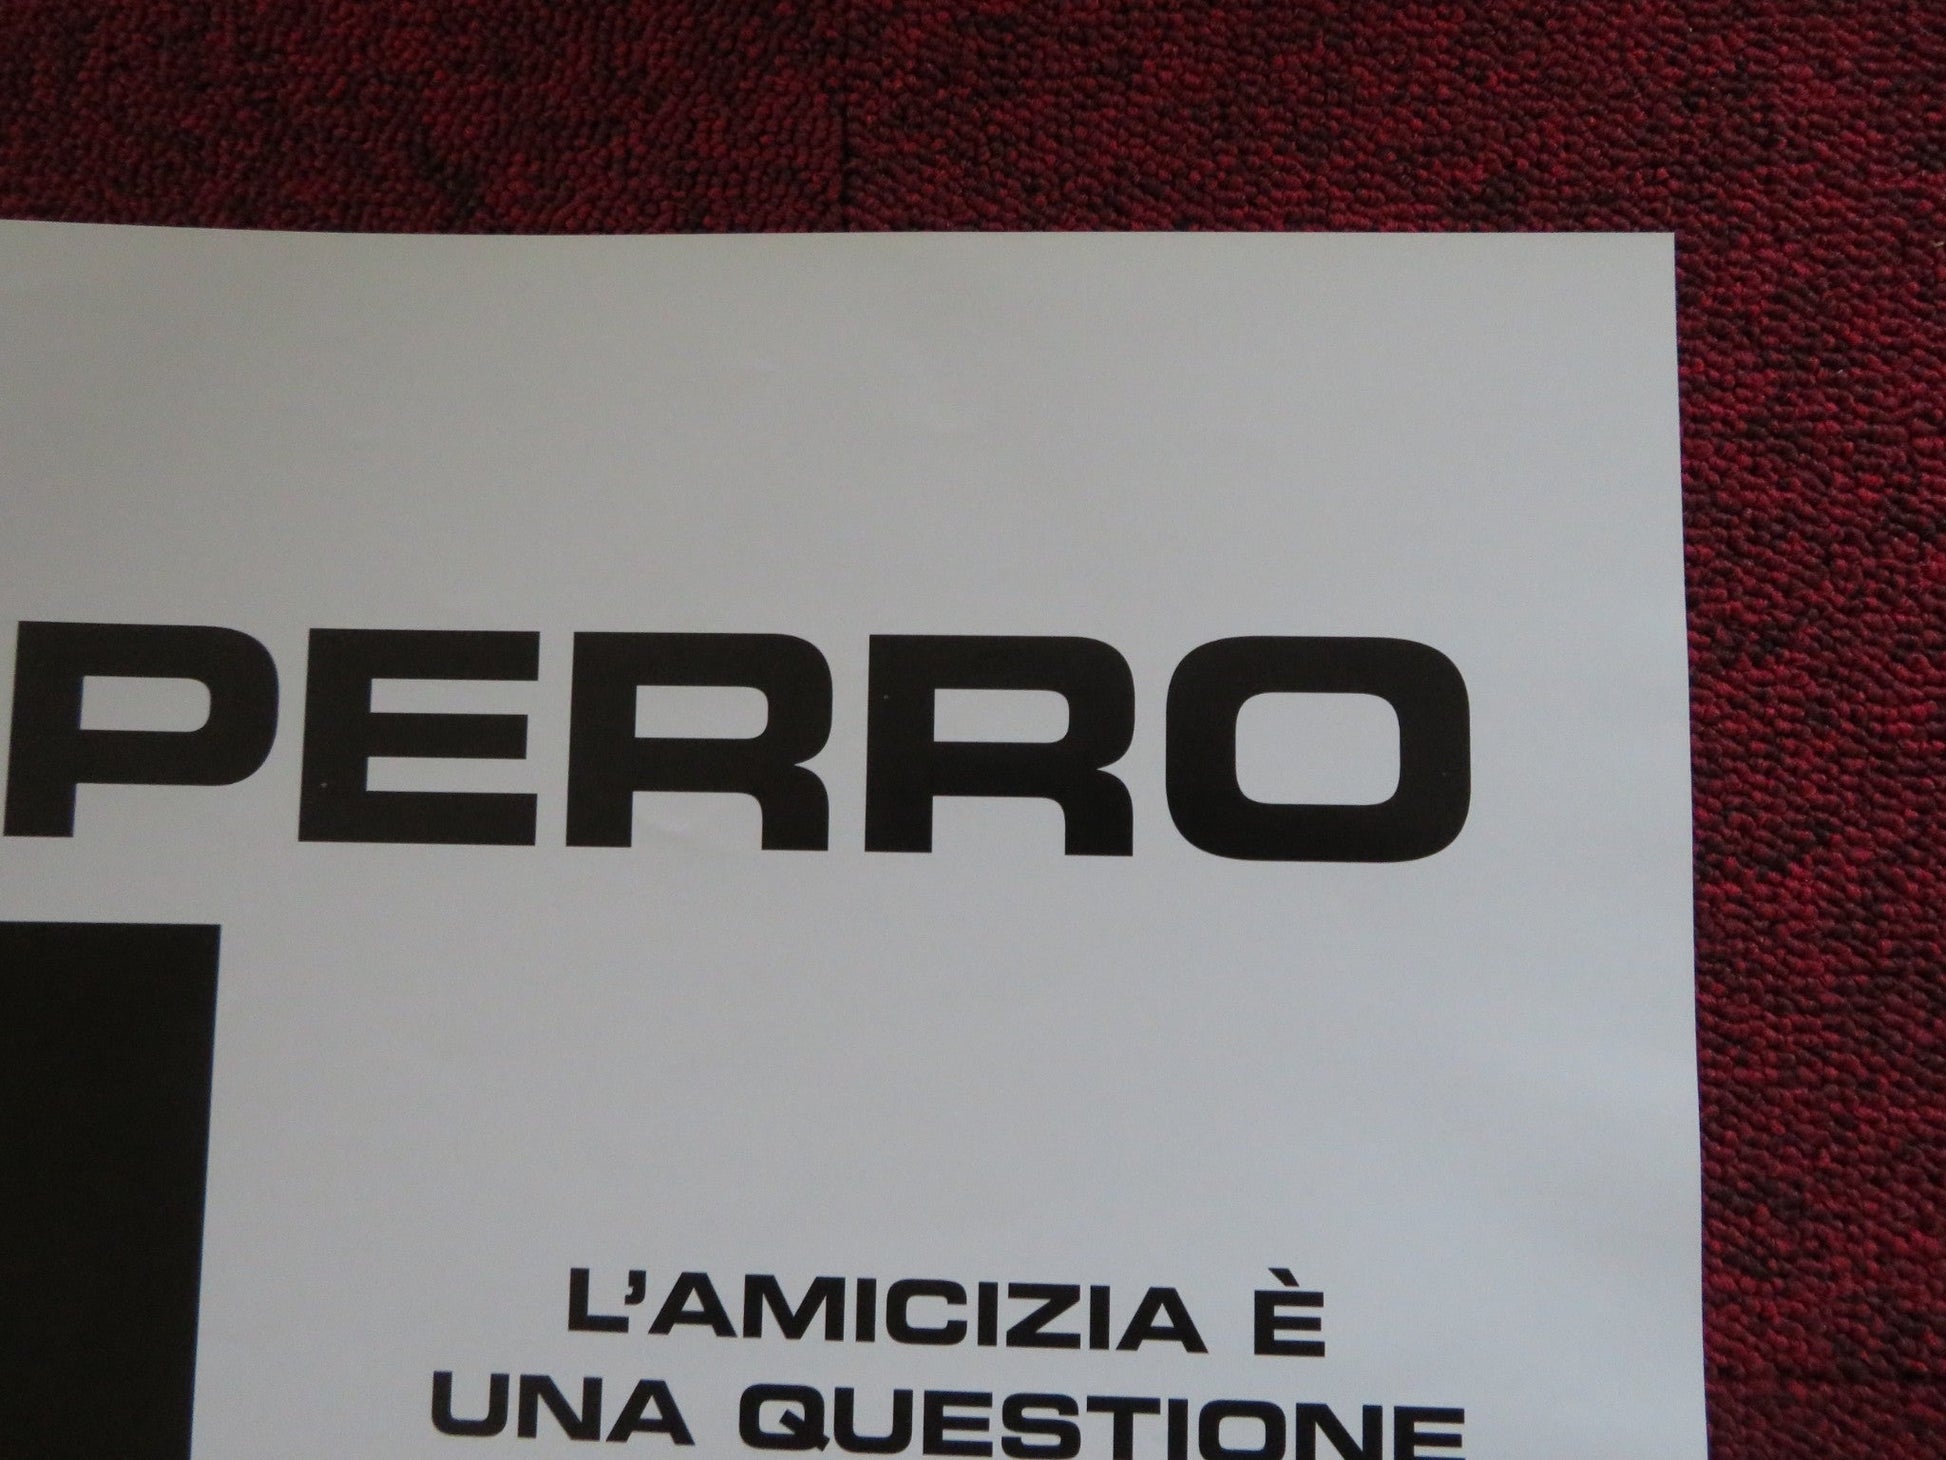 PERRO
L'AMICIZIA È
UNA QUESTIONE